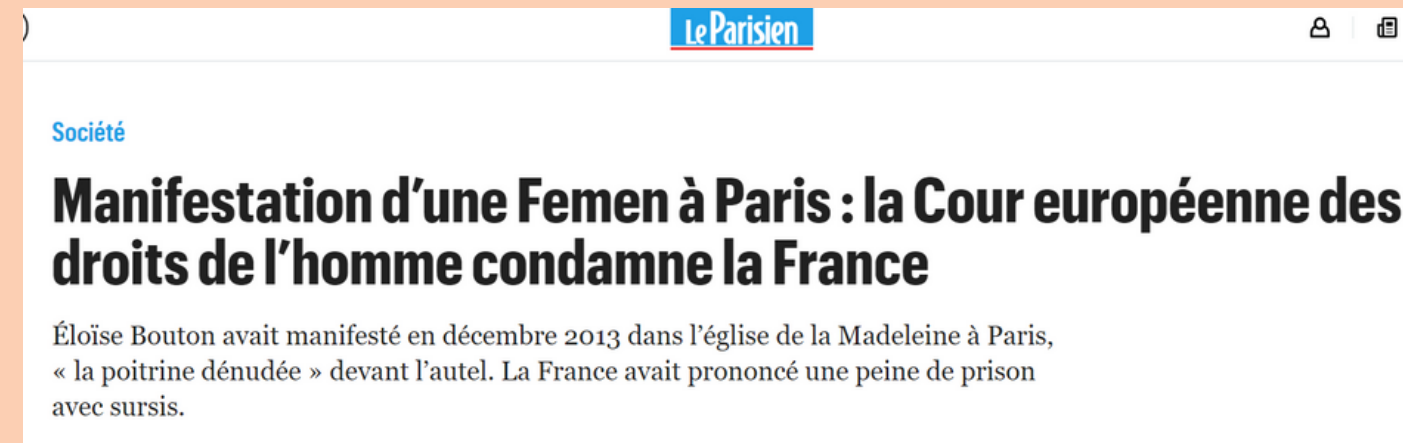 Le Parisien
Société
Manifestation d’une Femen à Paris : la Cour européenne des
droits de l’homme condamne la France
Éloïse Bouton avait manifesté en décembre 2013 dans l’église de la Madeleine à Paris,
« la poitrine dénudée » devant l’autel. La France avait prononcé une peine de prison
avec sursis.